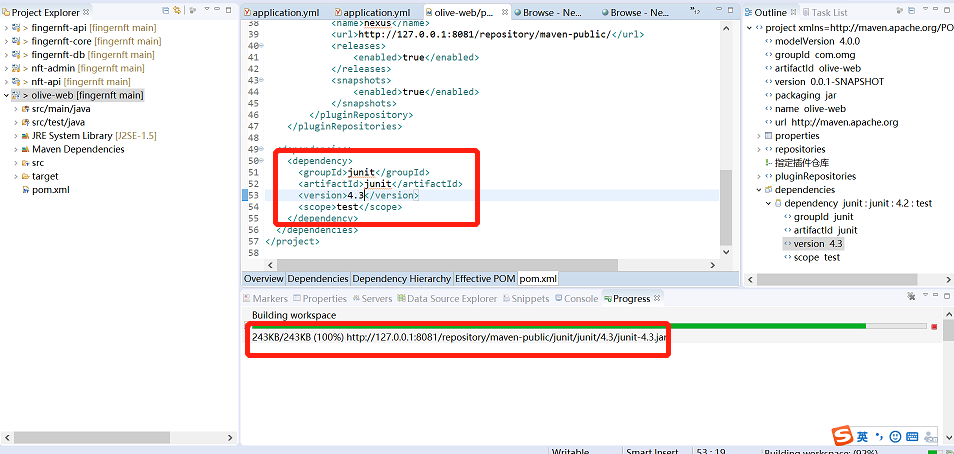 Project Explorer
> fingernft-api [fingernft main]
> fingernft-core [fingernft main]
> fingernft-db [fingernft main]
> nft-admin [fingernft main]
> nft-api [fingernft main]
> olive-web [fingernft main]
src/main/java
src/test/java
JRE System Library [J2SE-1.5]
Maven Dependencies
src
target
pom.xml
application.yml
application.yml
olive-web/p...
Browse - Ne...
Browse - Ne...
»12
38 <name>nexus</name>
39 <url>http://127.0.0.1:8081/repository/maven-public/</url>
40 <releases>
41 <enabled>true</enabled>
42 </releases>
43 <snapshots>
44 <enabled>true</enabled>
45 </snapshots>
46 </pluginRepository>
47 </pluginRepositories>
48
49
50 <dependency>
51 <groupId>junit</groupId>
52 <artifactId>junit</artifactId>
53 <version>4.3</version>
54 <scope>test</scope>
55 </dependency>
56 </dependencies>
57 </project>
58
Overview Dependencies Dependency Hierarchy Effective POM pom.xml
Outline
Task List
project xmlns=http://maven.apache.org/PO
modelVersion 4.0.0
groupId com.omg
artifactId olive-web
version 0.0.1-SNAPSHOT
packaging jar
name olive-web
url http://maven.apache.org
properties
repositories
指定插件仓库
pluginRepositories
dependencies
dependency junit : junit : 4.2 : test
groupId junit
artifactId junit
version 4.3
scope test
Markers Properties Servers Data Source Explorer Snippets Console Progress
Building workspace
243KB/243KB (100%) http://127.0.0.1:8081/repository/maven-public/junit/junit/4.3/junit-4.3.jar
英
Writable
Smart Insert
53 : 19
Building workspace: (92%)